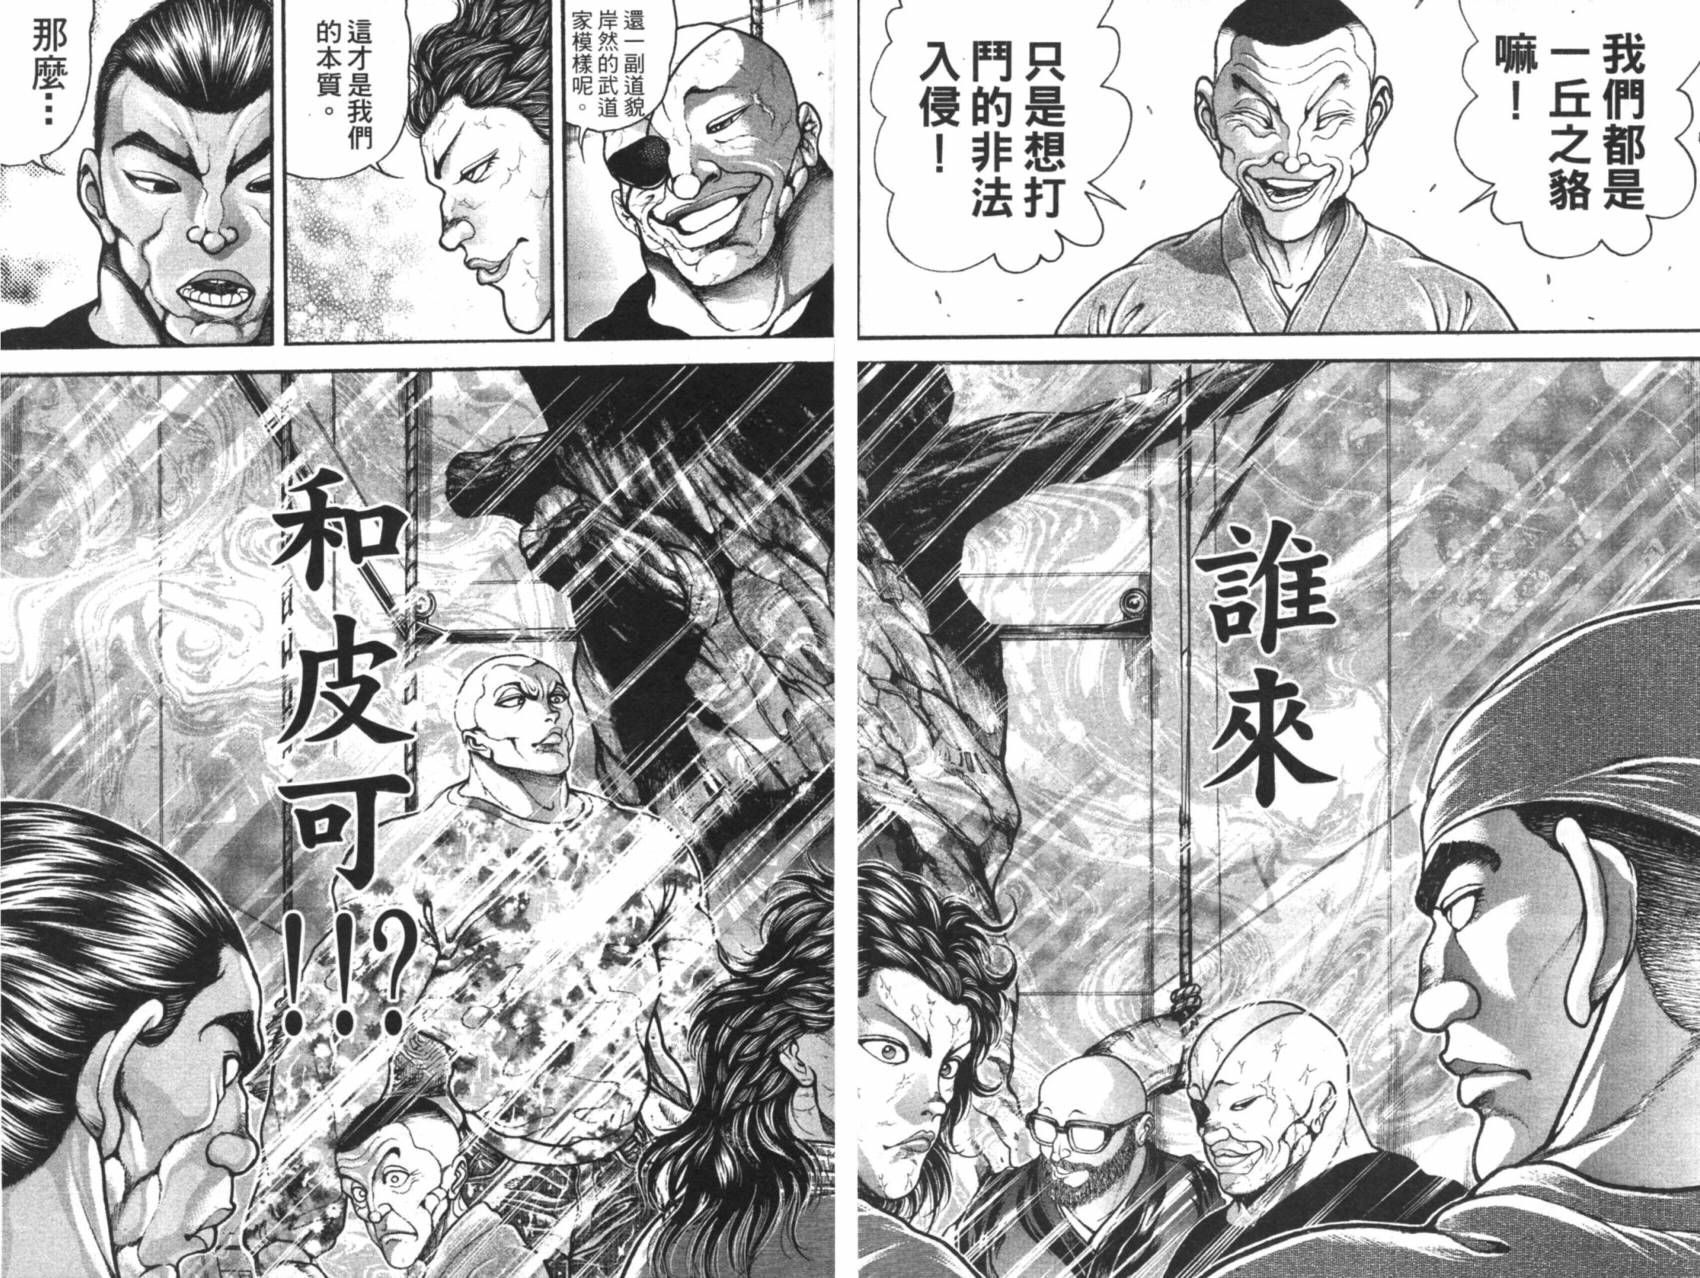 我們都是
一丘之貉
嘛！
只是想打
鬥的非法
入侵！
還一副道貌
岸然的武道
家模樣呢。
這才是我們
的本質。
那麼…
誰來
和皮可!!?